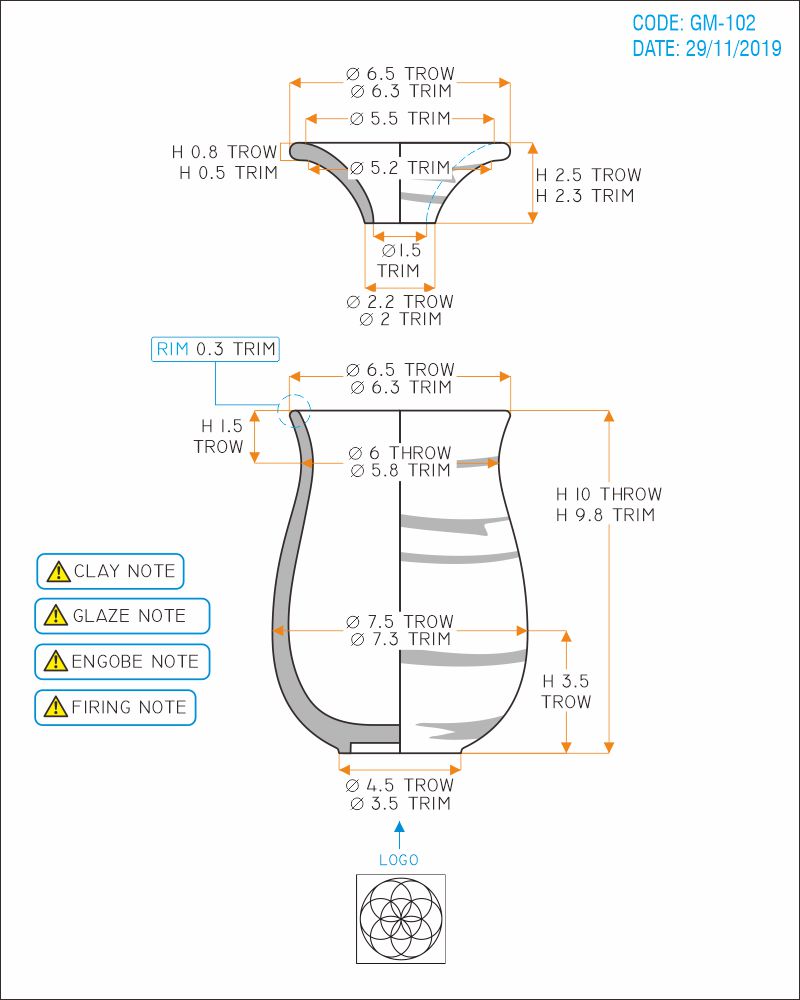 CODE: GM-102
DATE: 29/11/2019
Ø 6.5 TROW
Ø 6.3 TRIM
Ø 5.5 TRIM
H 0.8 TROW
H 0.5 TRIM
Ø 5.2 TRIM
H 2.5 TROW
H 2.3 TRIM
Ø1.5
TRIM
Ø 2.2 TROW
Ø 2 TRIM
RIM 0.3 TRIM
Ø 6.5 TROW
Ø 6.3 TRIM
H 1.5
TROW
Ø 6 THROW
Ø 5.8 TRIM
H 10 THROW
H 9.8 TRIM
CLAY NOTE
GLAZE NOTE
ENGOBE NOTE
FIRING NOTE
Ø 7.5 TROW
Ø 7.3 TRIM
H 3.5
TROW
Ø 4.5 TROW
Ø 3.5 TRIM
LOGO